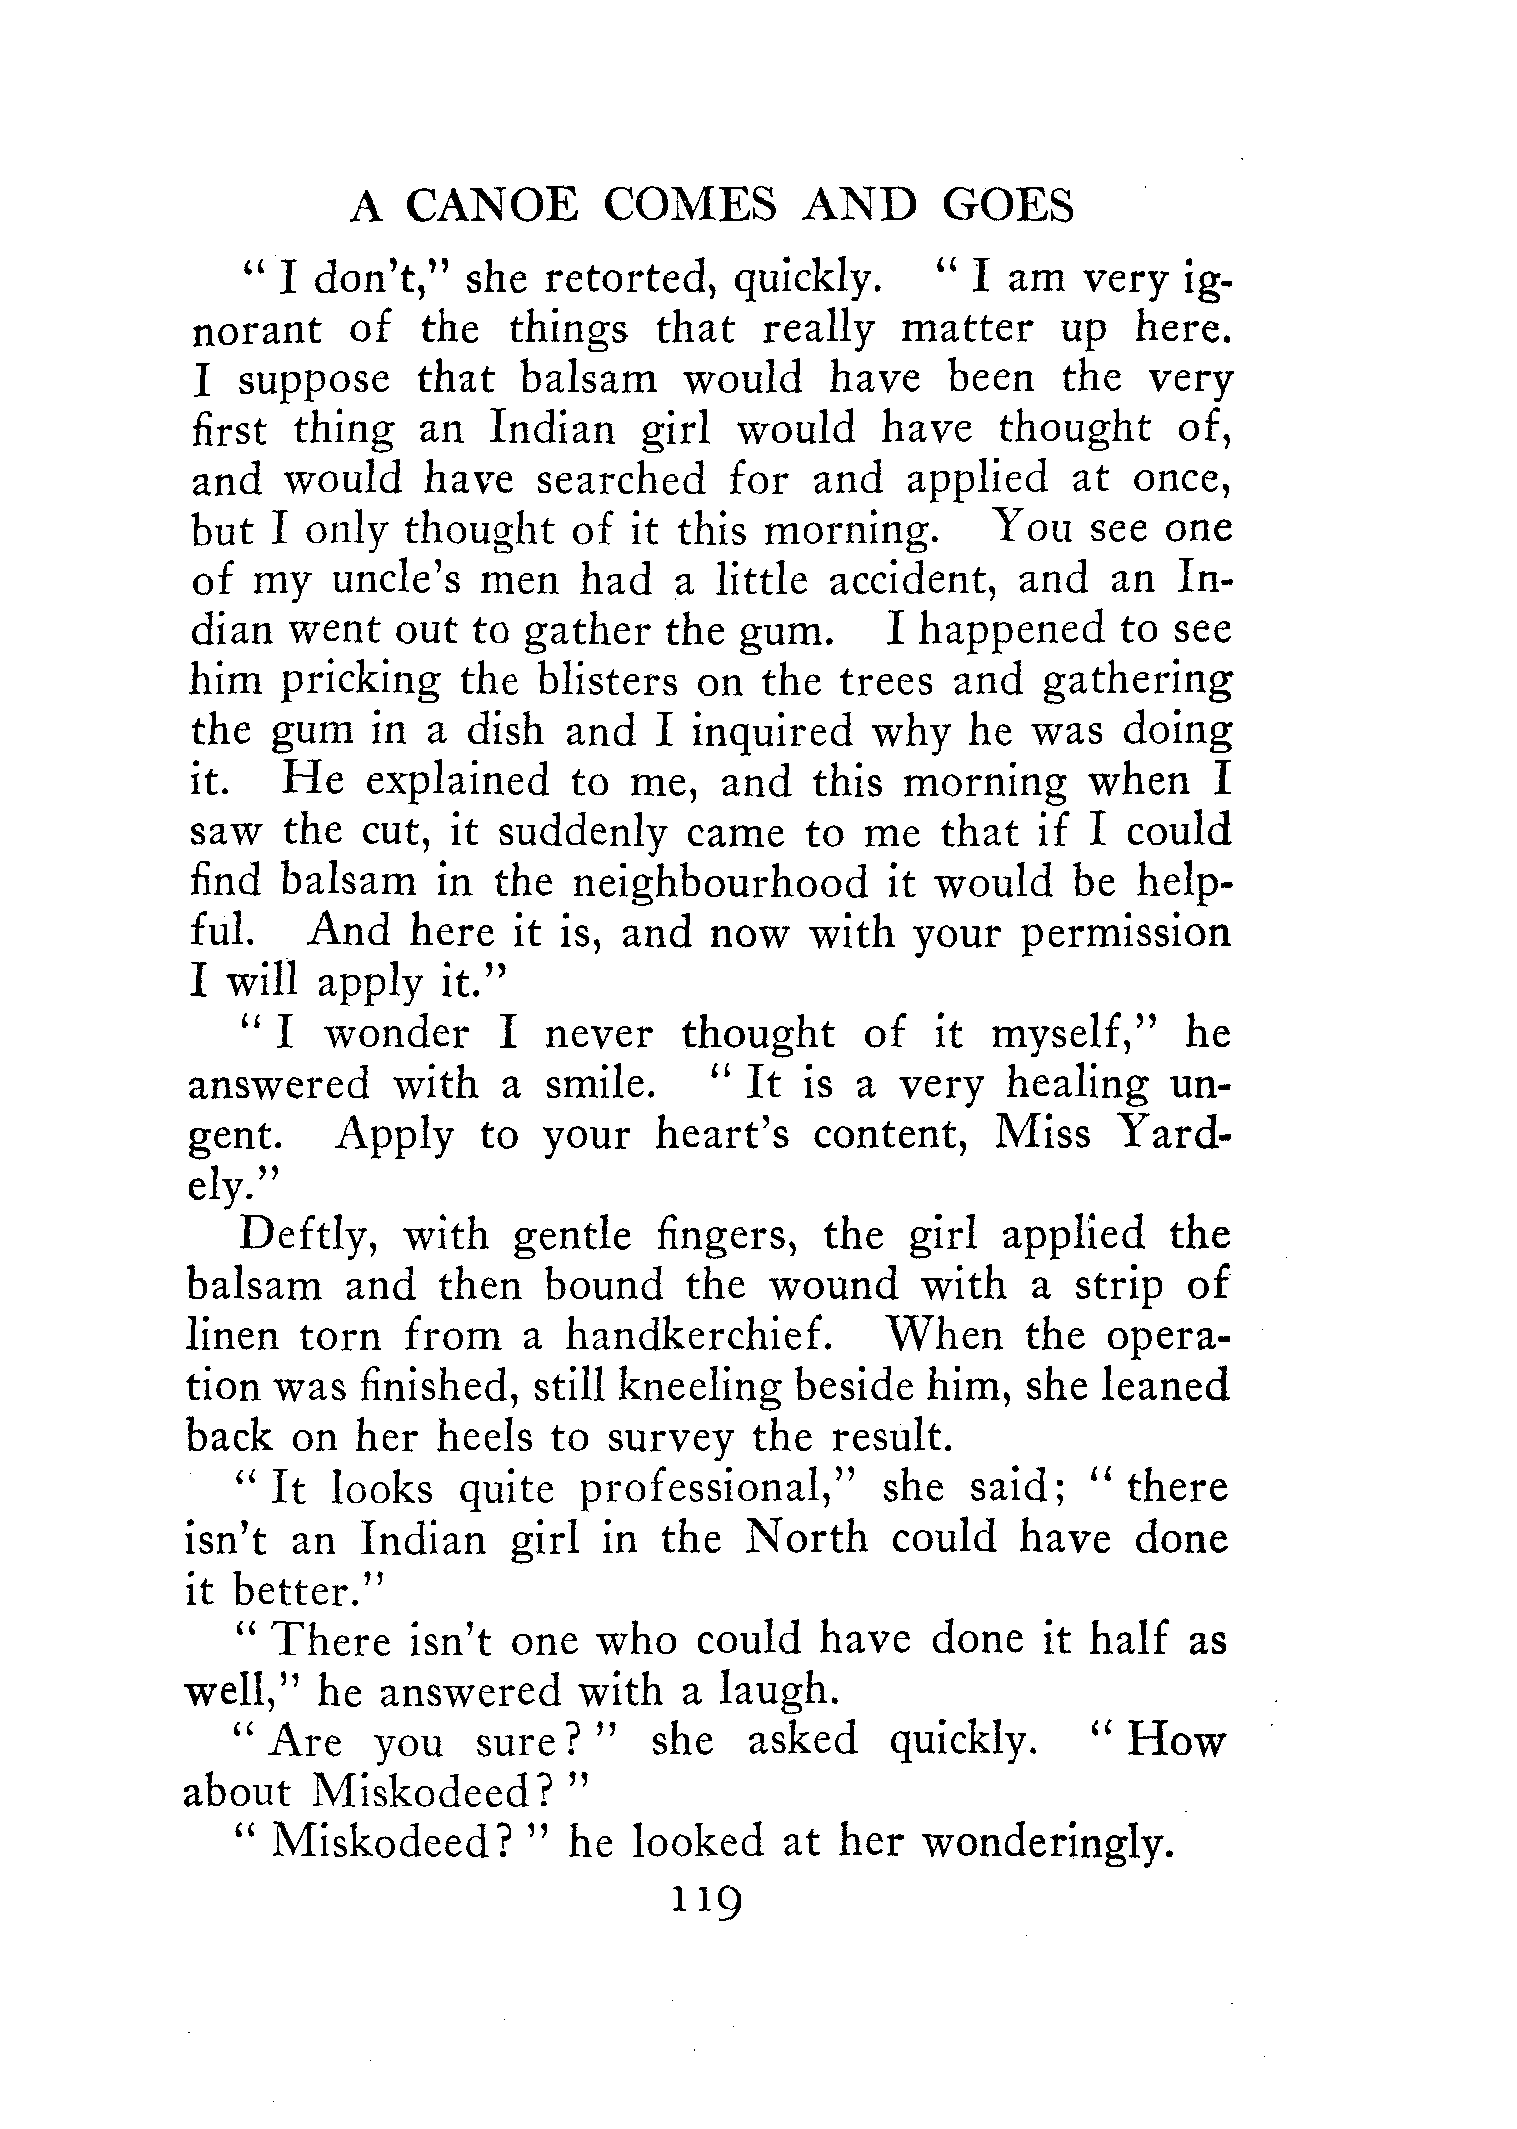 A CANOE COMES AND GOES
" I don't," she retorted, quickly. " I am very ig-
norant of the things that really matter up here.
I suppose that balsam would have been the very
first thing an Indian girl would have thought of,
and would have searched for and applied at once,
but I only thought of it this morning. You see one
of my uncle's men had a little accident, and an In-
dian went out to gather the gum. I happened to see
him pricking the blisters on the trees and gathering
the gum in a dish and I inquired why he was doing
it. He explained to me, and this morning when I
saw the cut, it suddenly came to me that if I could
find balsam in the neighbourhood it would be help-
ful. And here it is, and now with your permission
I will apply it."
" I wonder I never thought of it myself," he
answered with a smile. " It is a very healing un-
gent. Apply to your heart's content, Miss Yard-
ely."
Deftly, with gentle fingers, the girl applied the
balsam and then bound the wound with a strip of
linen torn from a handkerchief. When the opera-
tion was finished, still kneeling beside him, she leaned
back on her heels to survey the result.
" It looks quite professional," she said; " there
isn't an Indian girl in the North could have done
it better."
" There isn't one who could have done it half as
well," he answered with a laugh.
" Are you sure? " she asked quickly. " How
about Miskodeed? "
" Miskodeed? " he looked at her wonderingly.
119